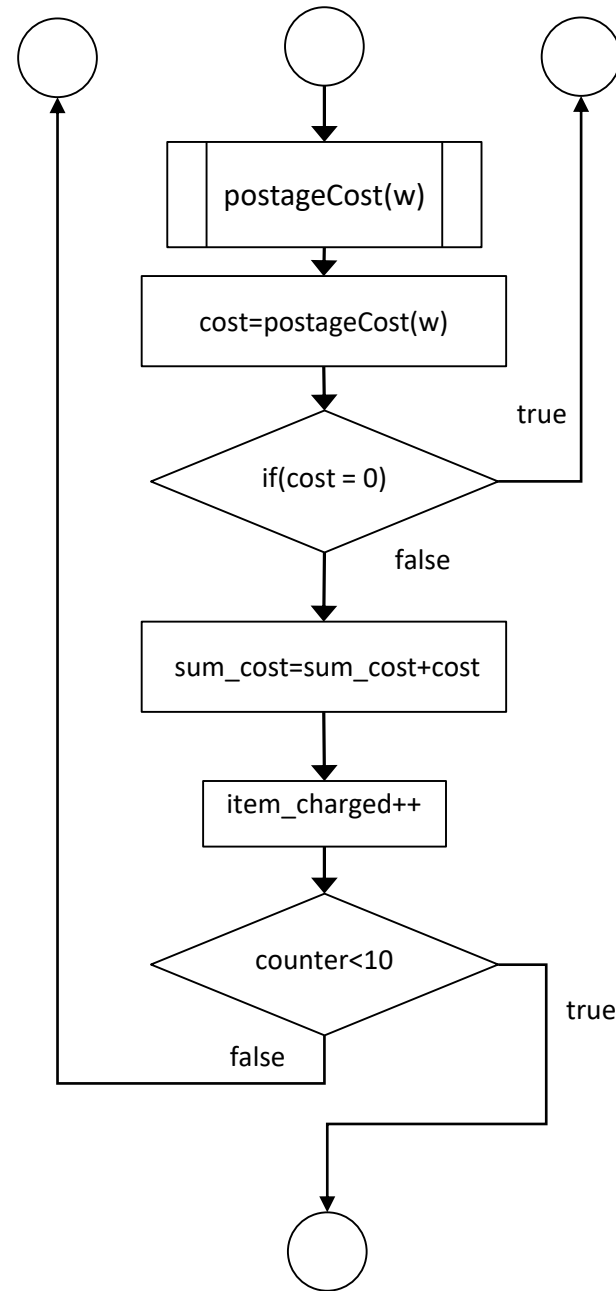 postageCost(w)
cost=postageCost(w)
true
if(cost = 0)
false
sum_cost=sum_cost+cost
item_charged++
counter<10
true
false